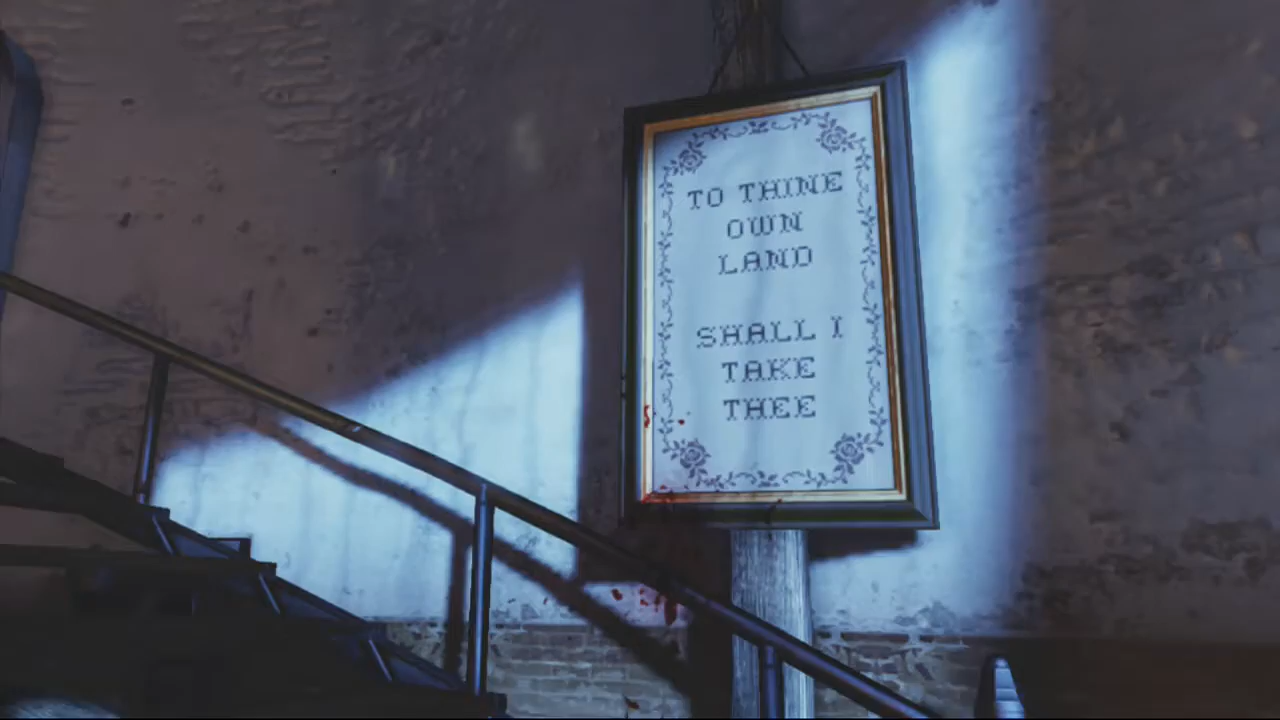 TO THINE
OWN
LAND
SHALL I
TAKE
THEE